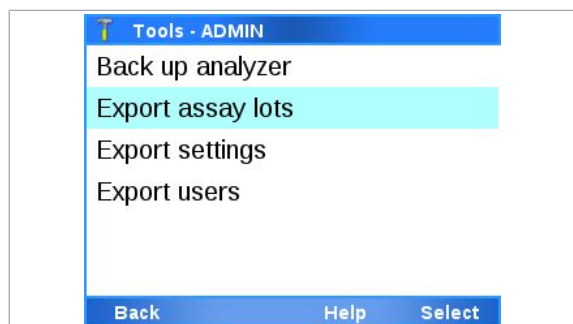 Tools - ADMIN
Back up analyzer
Export assay lots
Export settings
Export users
Back Help Select